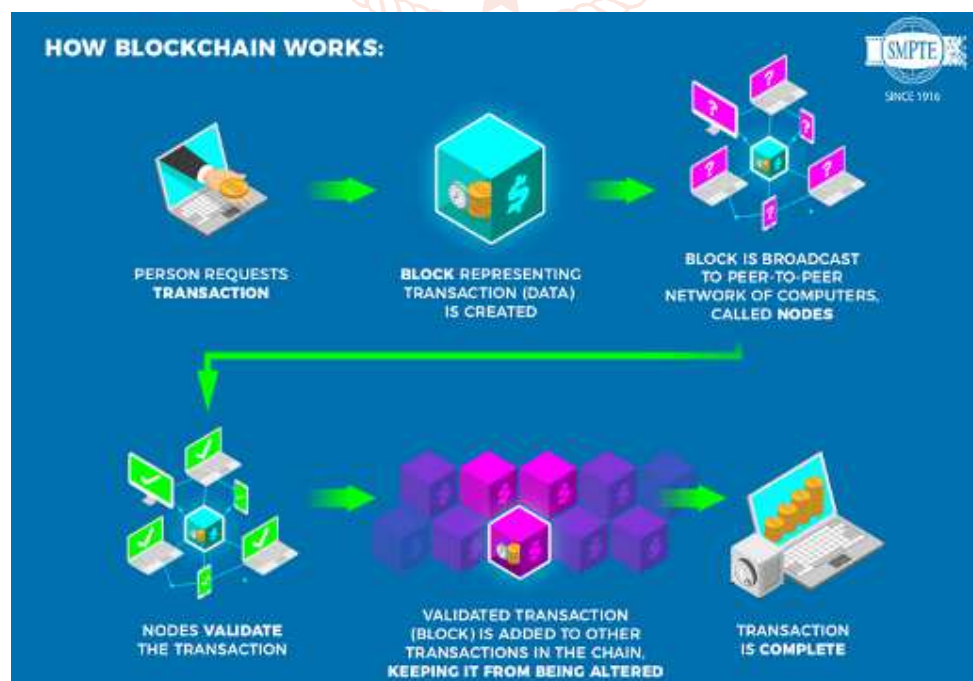 HOW BLOCKCHAIN WORKS:
SMPTE
SINCE 1916
PERSON REQUESTS
TRANSACTION
BLOCK REPRESENTING
TRANSACTION (DATA)
IS CREATED
? ? ? ? ? ?
BLOCK IS BROADCAST
TO PEER-TO-PEER
NETWORK OF COMPUTERS,
CALLED NODES
NODES VALIDATE
THE TRANSACTION
VALIDATED TRANSACTION
(BLOCK) IS ADDED TO OTHER
TRANSACTIONS IN THE CHAIN,
KEEPING IT FROM BEING ALTERED
TRANSACTION
IS COMPLETE